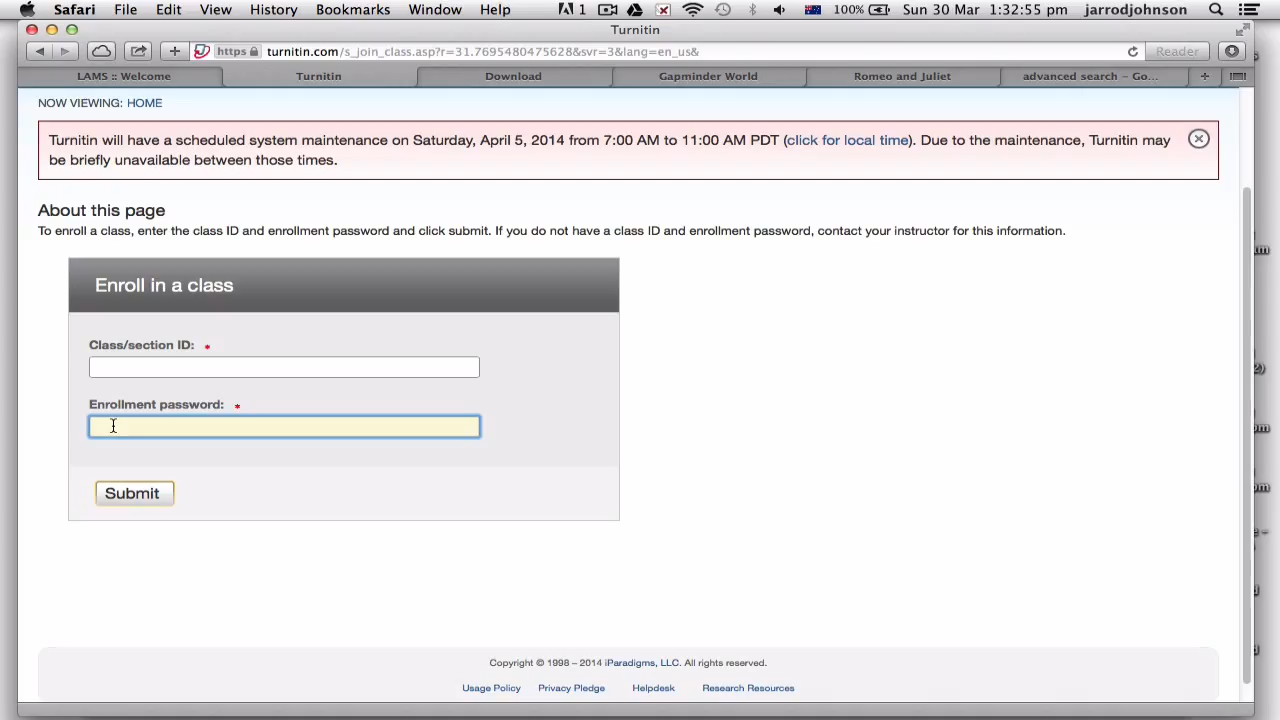 Safari File Edit View History Bookmarks Window Help 1 100% Sun 30 Mar 1:32:55 pm jarrodjohnson
Turnitin
https turnitin.com/s_join_class.asp?r=31.7695480475628&svr=3&lang=en_us& Reader
LAMS :: Welcome Turnitin Download Gapminder World Romeo and Juliet advanced search – Go... +
NOW VIEWING: HOME
Turnitin will have a scheduled system maintenance on Saturday, April 5, 2014 from 7:00 AM to 11:00 AM PDT (click for local time). Due to the maintenance, Turnitin may
be briefly unavailable between those times.
About this page
To enroll a class, enter the class ID and enrollment password and click submit. If you do not have a class ID and enrollment password, contact your instructor for this information.
Enroll in a class
Class/section ID: *
Enrollment password: *
Submit
Copyright © 1998 – 2014 iParadigms, LLC. All rights reserved.
Usage Policy Privacy Pledge Helpdesk Research Resources